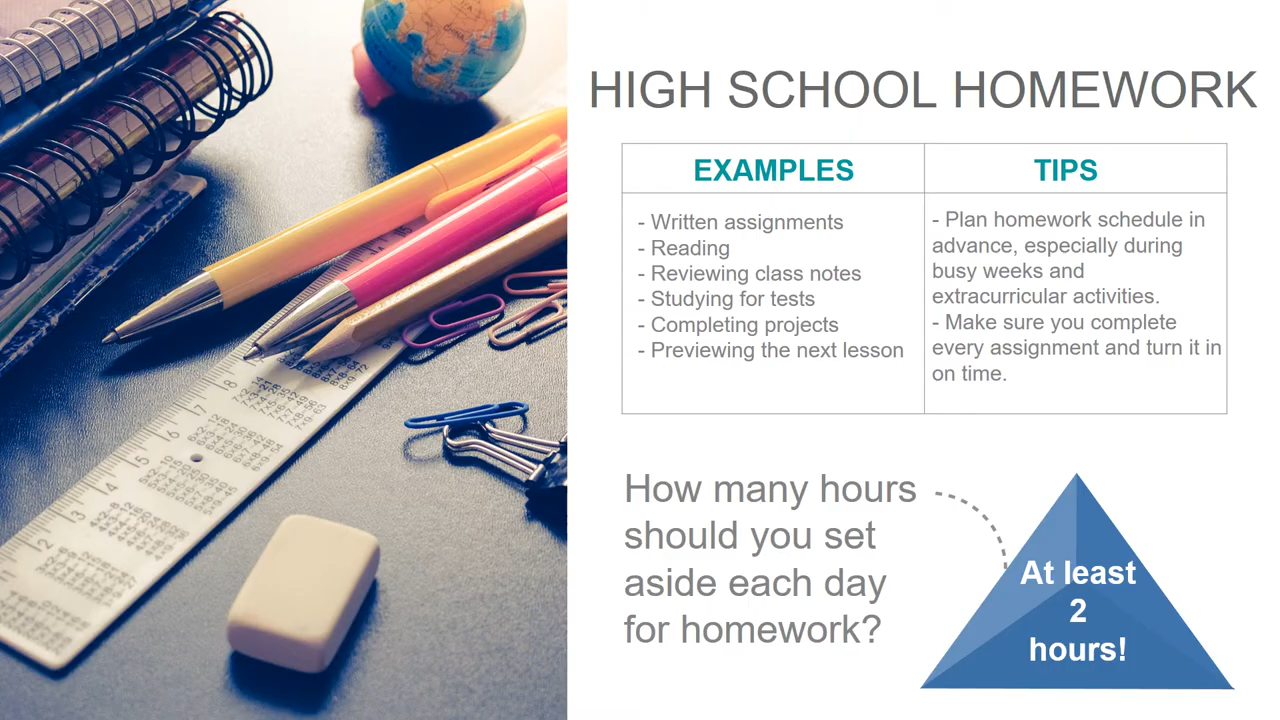 HIGH SCHOOL HOMEWORK
EXAMPLES
- Written assignments
- Reading
- Reviewing class notes
- Studying for tests
- Completing projects
- Previewing the next lesson
TIPS
- Plan homework schedule in
advance, especially during
busy weeks and
extracurricular activities.
- Make sure you complete
every assignment and turn it in
on time.
How many hours
should you set
aside each day
for homework?
At least
2
hours!